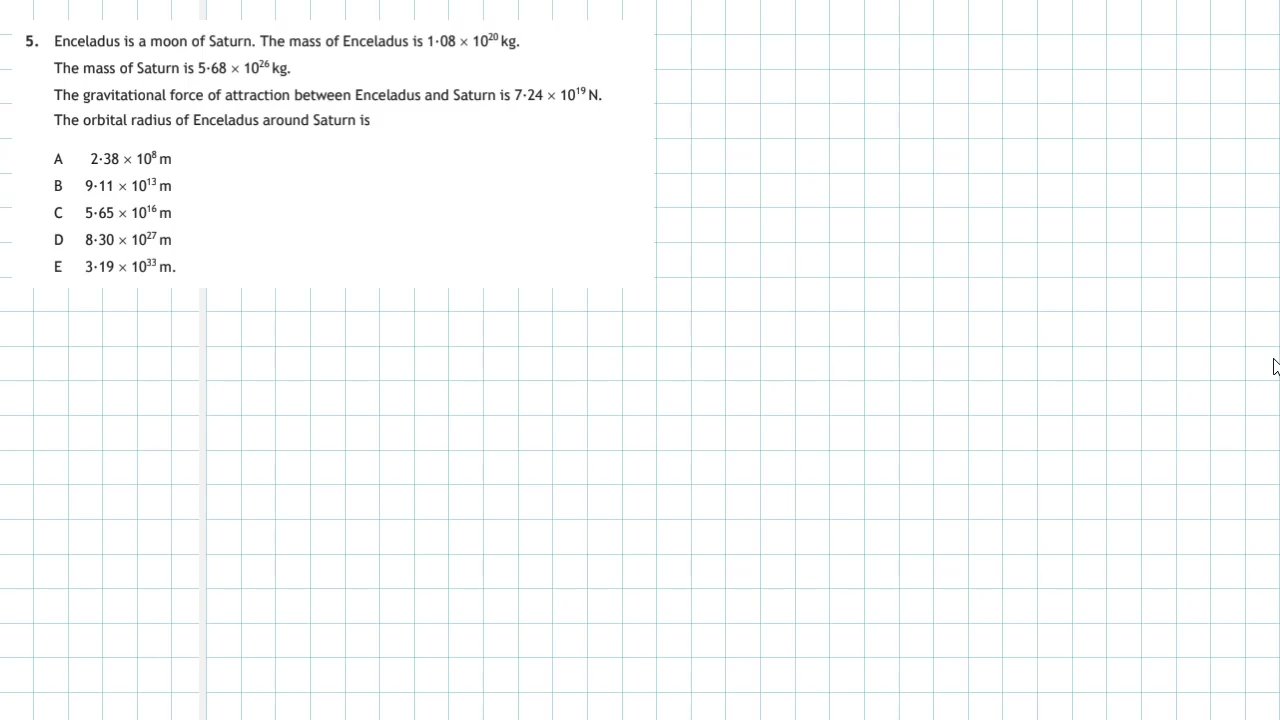 5. Enceladus is a moon of Saturn. The mass of Enceladus is 1·08 × 10²⁰ kg.
The mass of Saturn is 5·68 × 10²⁶ kg.
The gravitational force of attraction between Enceladus and Saturn is 7·24 × 10¹⁹ N.
The orbital radius of Enceladus around Saturn is
A 2·38 × 10⁸ m
B 9·11 × 10¹³ m
C 5·65 × 10¹⁶ m
D 8·30 × 10²⁷ m
E 3·19 × 10³³ m.